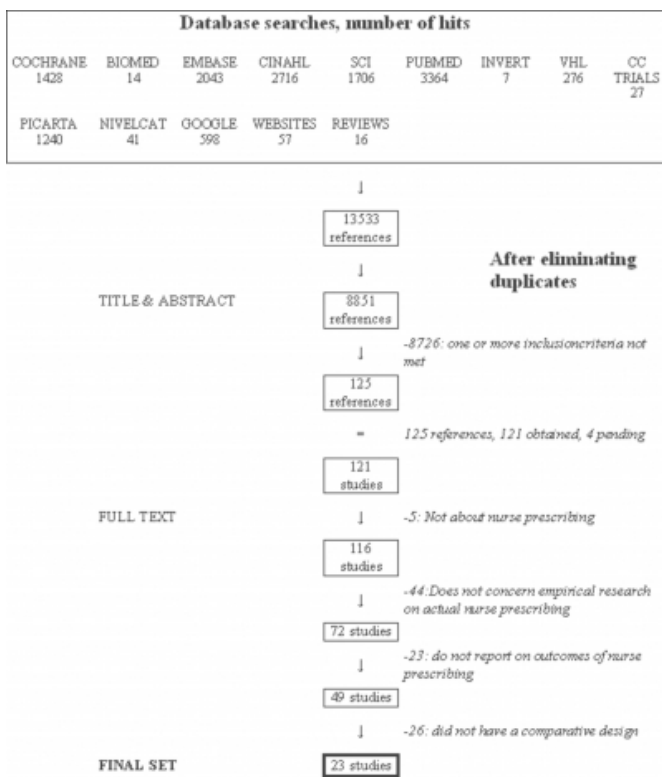 Database searches, number of hits
COCHRANE BIOMED EMBASE CINAHL SCI PUBMED INVERT VHL CC
1428 14 2043 2716 1706 3364 7 276 TRIALS
27
PICARTA NIVELCAT GOOGLE WEBSITES REVIEWS
1240 41 598 57 16
↓
13533
references
↓
After eliminating
duplicates
TITLE & ABSTRACT
8851
references
↓
-8726: one or more inclusioncriteria not
met
125
references
=
125 references, 121 obtained, 4 pending
121
studies
FULL TEXT
↓
-5: Not about nurse prescribing
116
studies
↓
-44:Does not concern empirical research
on actual nurse prescribing
72 studies
↓
-23: do not report on outcomes of nurse
prescribing
49 studies
↓
-26: did not have a comparative design
FINAL SET
23 studies